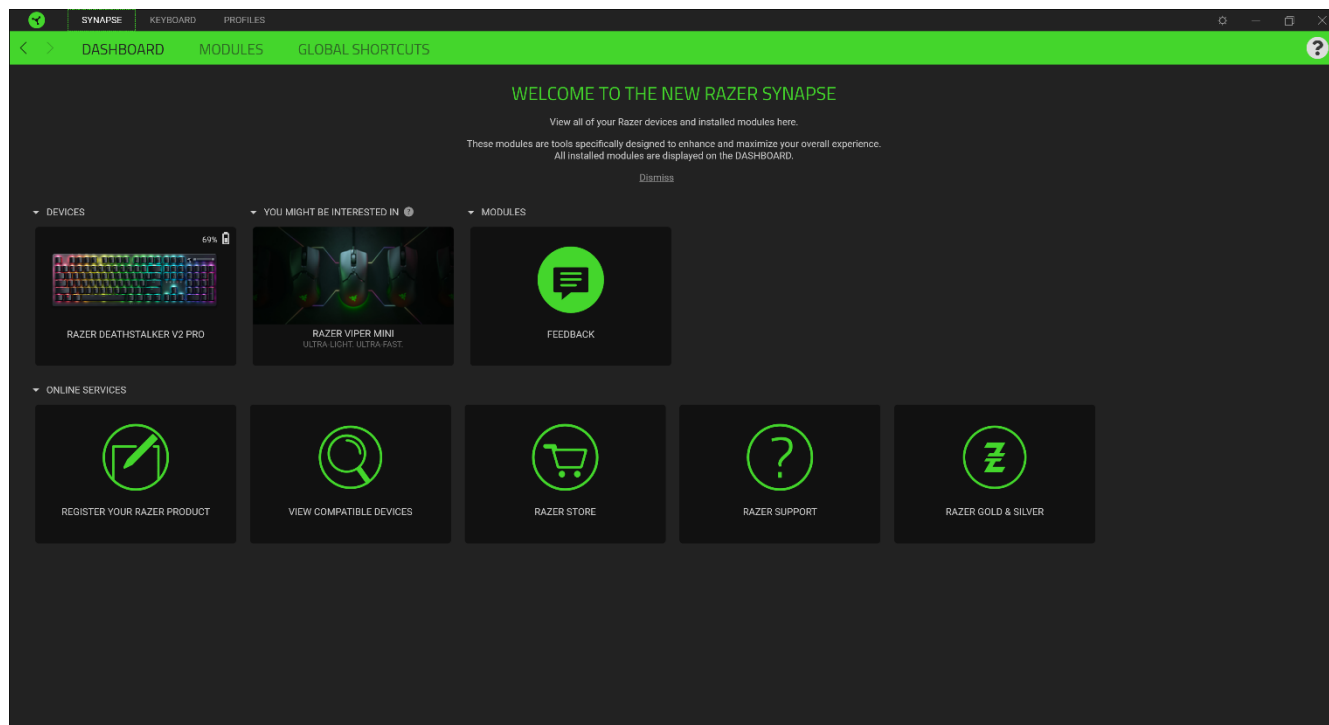 SYNAPSE KEYBOARD PROFILES
DASHBOARD MODULES GLOBAL SHORTCUTS
?
WELCOME TO THE NEW RAZER SYNAPSE
View all of your Razer devices and installed modules here.
These modules are tools specifically designed to enhance and maximize your overall experience.
All installed modules are displayed on the DASHBOARD.
Dismiss
DEVICES
69%
RAZER DEATHSTALKER V2 PRO
YOU MIGHT BE INTERESTED IN ?
RAZER VIPER MINI
ULTRA-LIGHT. ULTRA-FAST.
MODULES
FEEDBACK
ONLINE SERVICES
REGISTER YOUR RAZER PRODUCT
VIEW COMPATIBLE DEVICES
RAZER STORE
?
RAZER SUPPORT
RAZER GOLD & SILVER